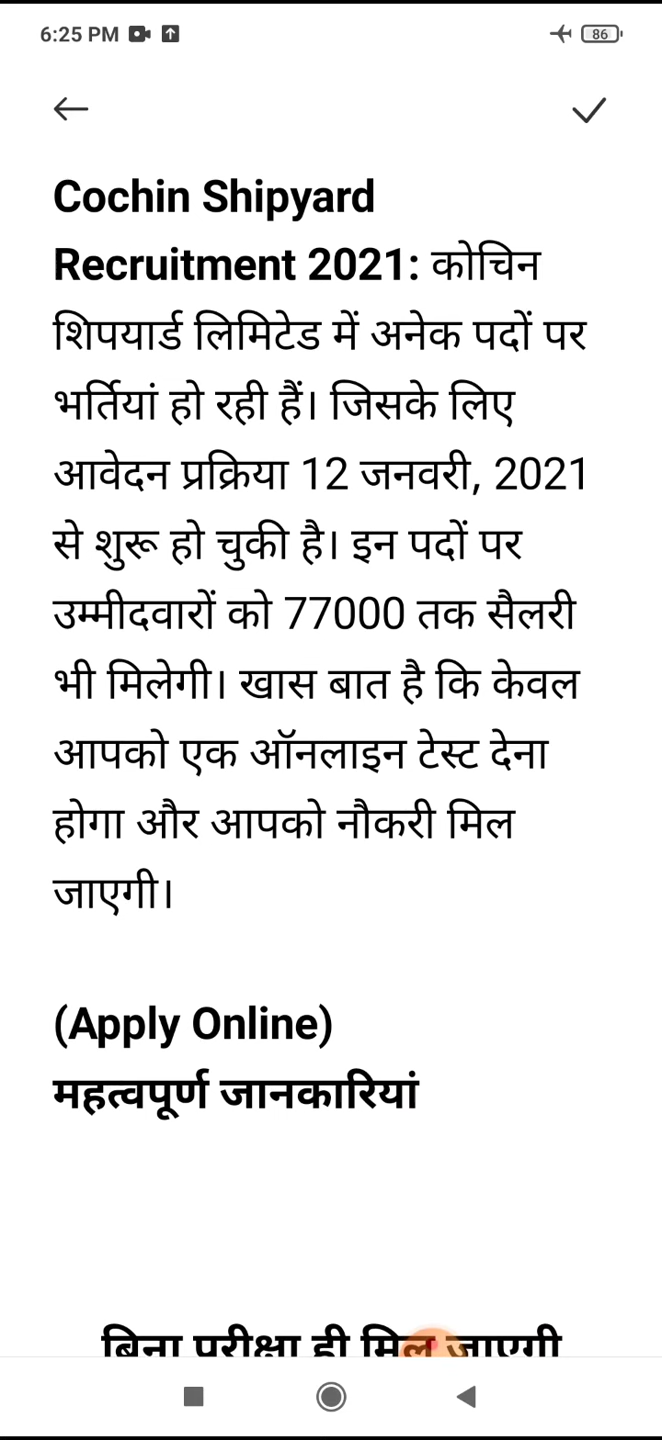 6:25 PM
86
Cochin Shipyard
Recruitment 2021: कोचिन
शिपयार्ड लिमिटेड में अनेक पदों पर
भर्तियां हो रही हैं। जिसके लिए
आवेदन प्रक्रिया 12 जनवरी, 2021
से शुरू हो चुकी है। इन पदों पर
उम्मीदवारों को 77000 तक सैलरी
भी मिलेगी। खास बात है कि केवल
आपको एक ऑनलाइन टेस्ट देना
होगा और आपको नौकरी मिल
जाएगी।
(Apply Online)
महत्वपूर्ण जानकारियां
बिना परीक्षा ही मिल जाएगी